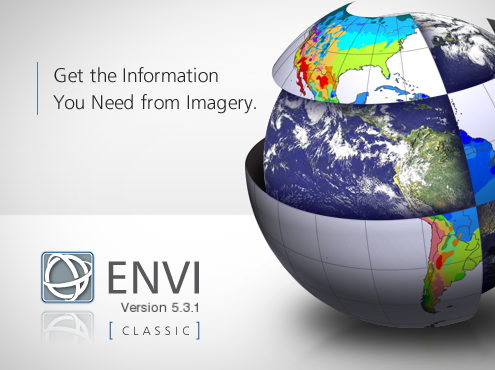 Get the Information
You Need from Imagery.
ENVI
Version 5.3.1
[ CLASSIC ]